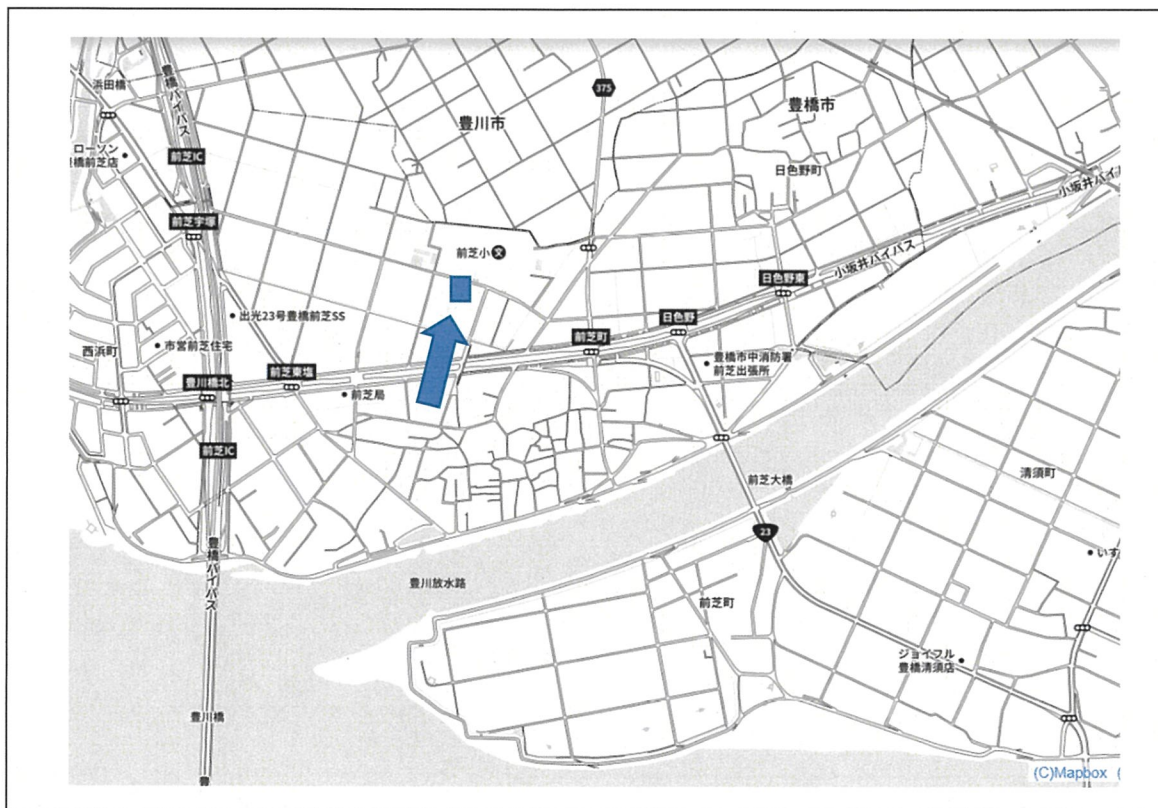 浜田橋
豊橋バイパス
375
豊川市
豊橋市
ローソン
豊橋前芝店
前芝IC
日色野町
小坂井バイパ
前芝宇塚
前芝小
文
小坂井バイパス
日色野東
出光23号豊橋前芝SS
日色野
前芝町
西浜町
市営前芝住宅
豊橋市中消防署
前芝出張所
前芝東堤
豊川橋北
前芝局
前芝IC
前芝大橋
清須町
23
いす
豊橋バイパス
豊川放水路
前芝町
ジョイフル
豊橋清須店
豊川橋
豊
(C)Mapbox (